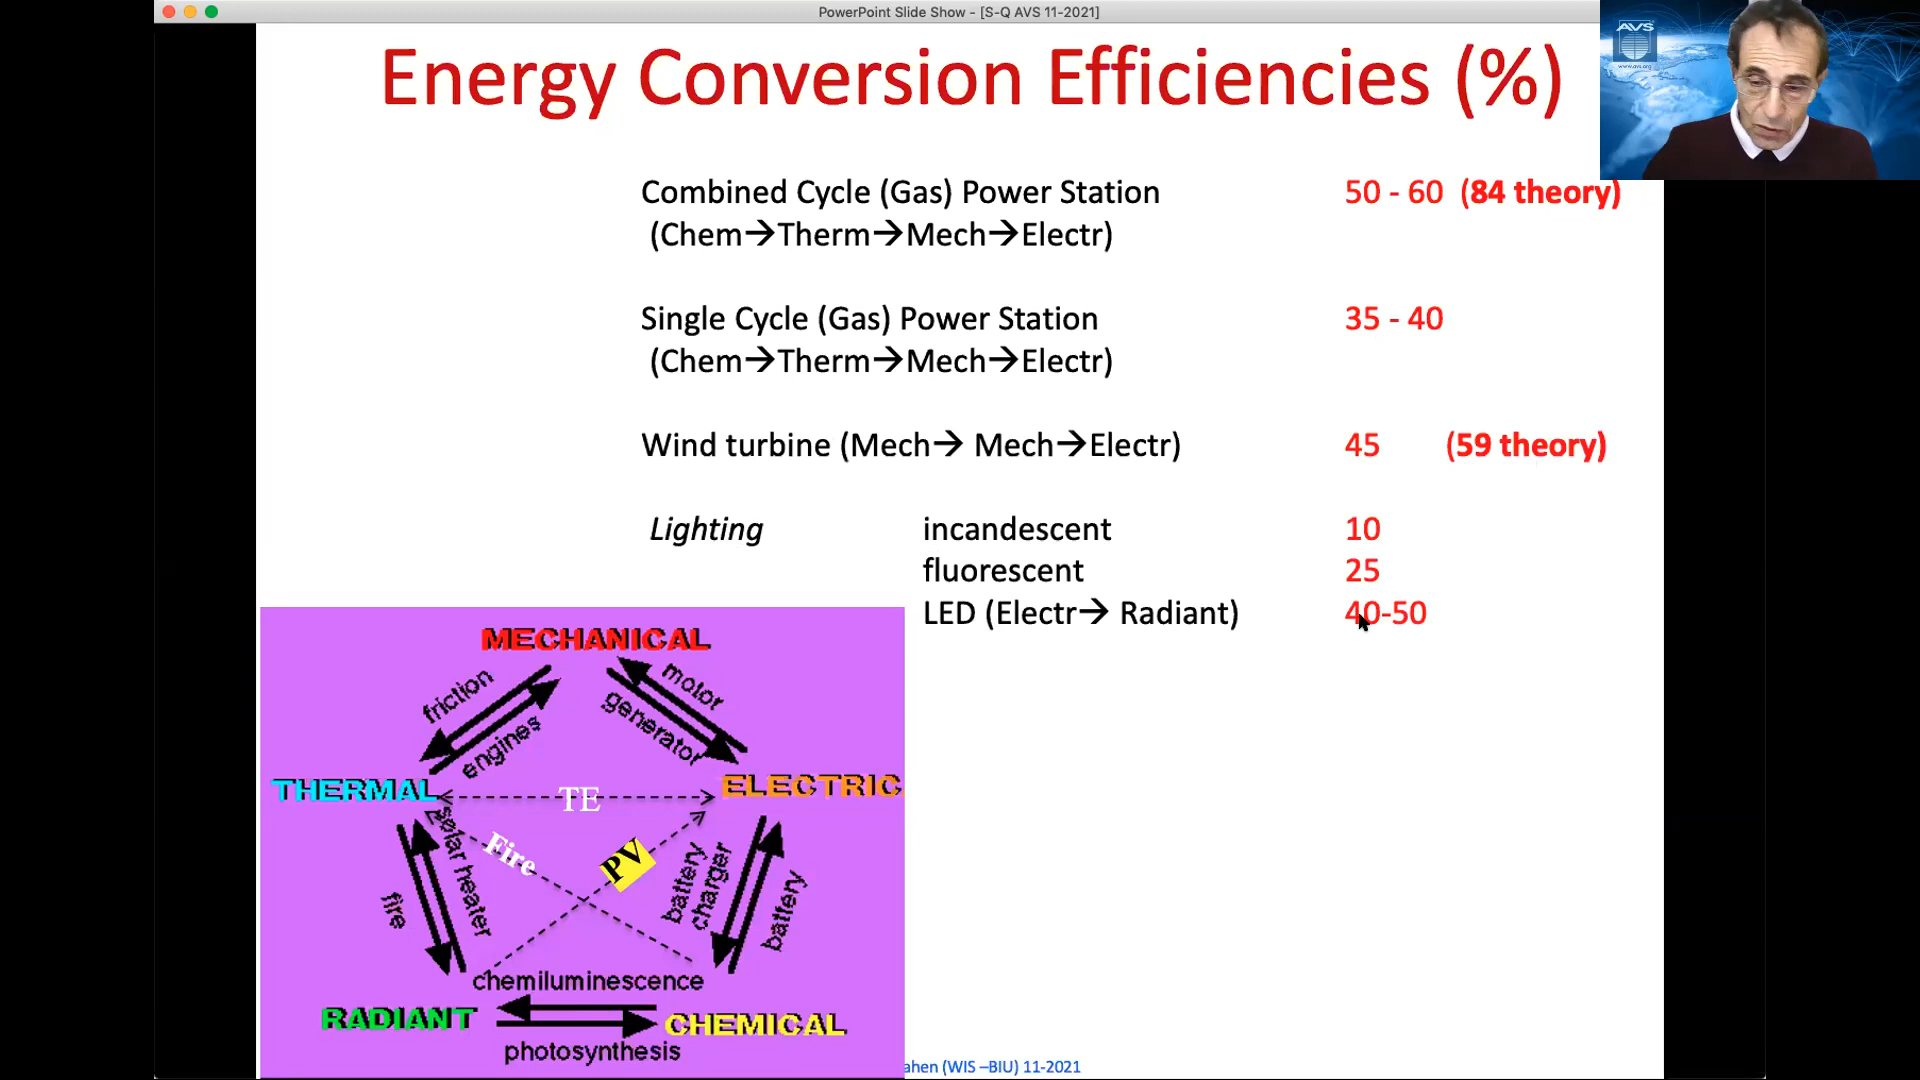 PowerPoint Slide Show - [S-Q AVS 11-2021]
AVS
www.avs.org
Energy Conversion Efficiencies (%)
Combined Cycle (Gas) Power Station 50 - 60 (84 theory)
(Chem→Therm→Mech→Electr)
Single Cycle (Gas) Power Station 35 - 40
(Chem→Therm→Mech→Electr)
Wind turbine (Mech→ Mech→Electr) 45 (59 theory)
Lighting incandescent 10
fluorescent 25
LED (Electr→ Radiant) 40-50
MECHANICAL
friction
engines
motor
generator
THERMAL
TE
ELECTRIC
solar heater
fire
Fire
PV
battery
charger
battery
chemiluminescence
RADIANT
CHEMICAL
photosynthesis
ahen (WIS –BIU) 11-2021